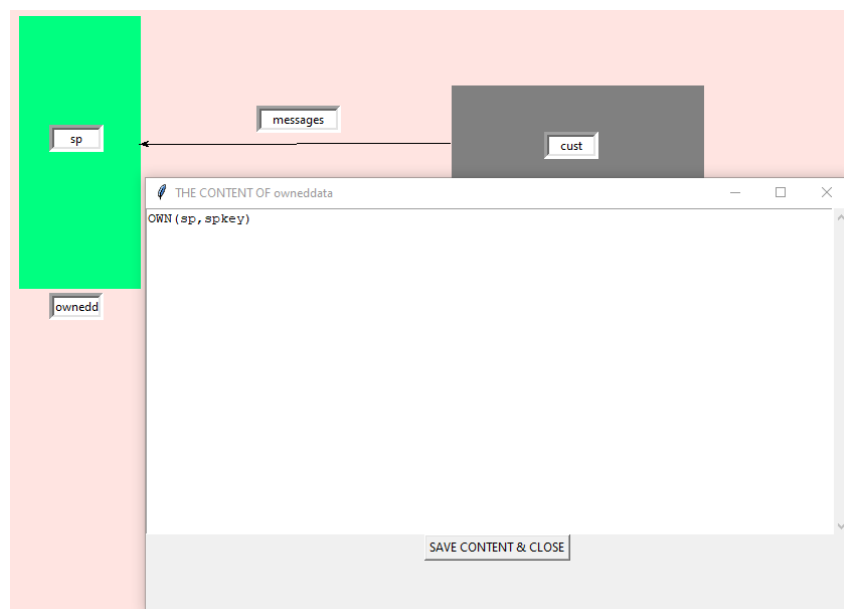 messages
sp
cust
THE CONTENT OF owneddata
OWN(sp,spkey)
ownedd
SAVE CONTENT & CLOSE